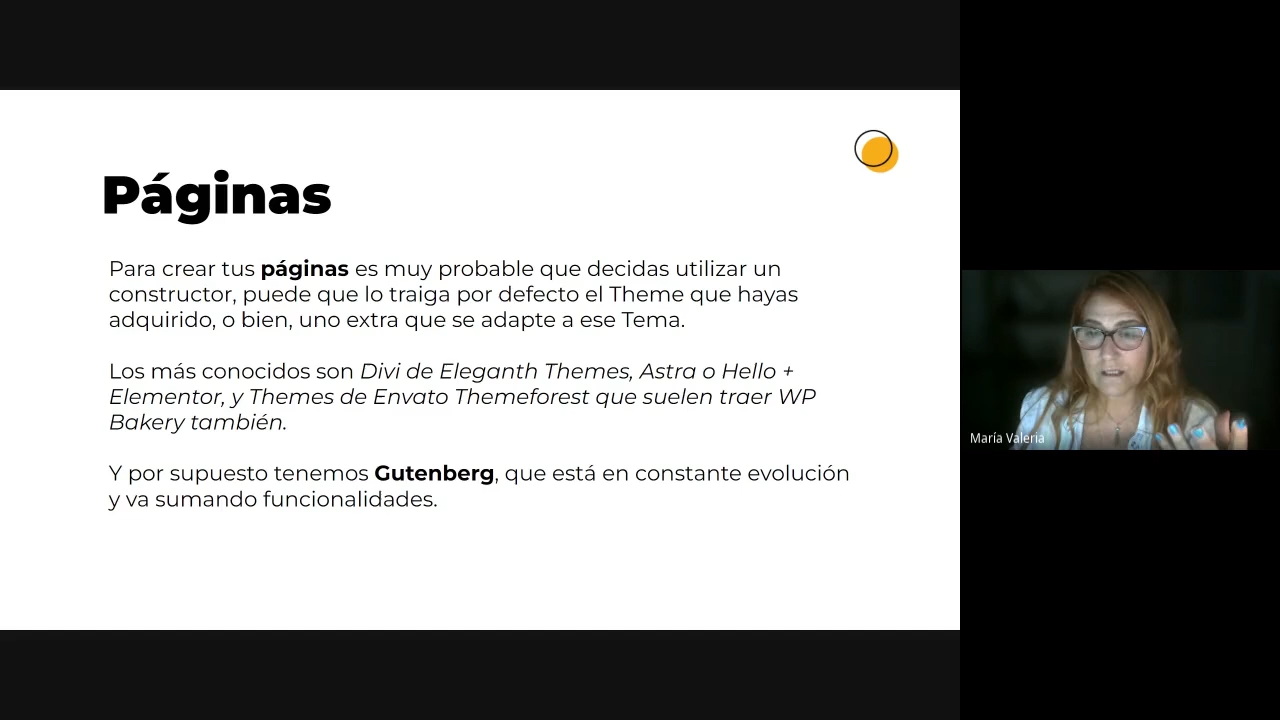 Páginas
Para crear tus páginas es muy probable que decidas utilizar un
constructor, puede que lo traiga por defecto el Theme que hayas
adquirido, o bien, uno extra que se adapte a ese Tema.
Los más conocidos son Divi de Eleganth Themes, Astra o Hello +
Elementor, y Themes de Envato Themeforest que suelen traer WP
Bakery también.
Y por supuesto tenemos Gutenberg, que está en constante evolución
y va sumando funcionalidades.
María Valeria